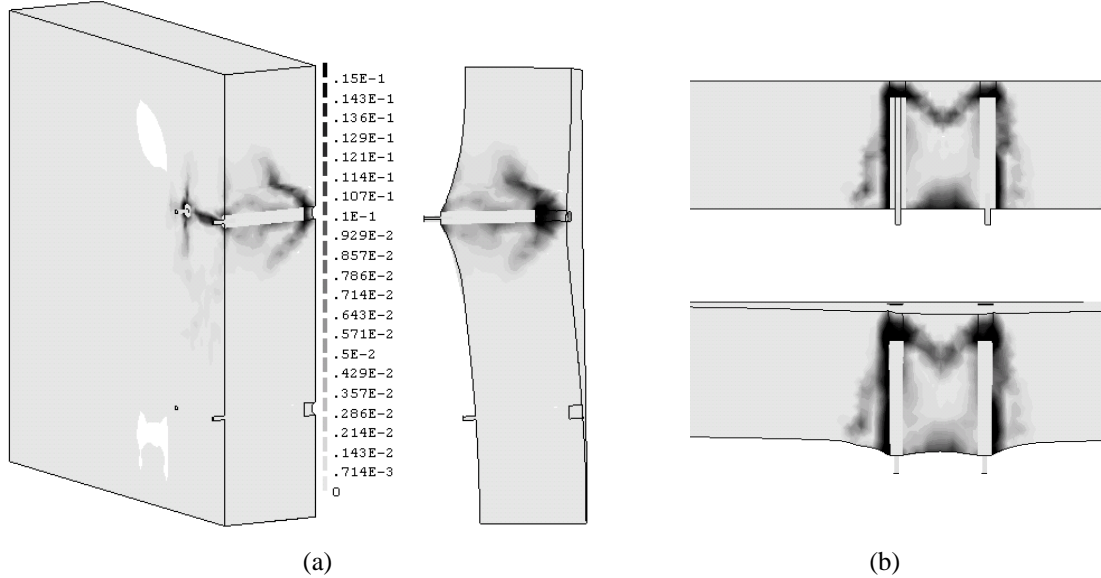 .15E-1
.143E-1
.136E-1
.129E-1
.121E-1
.114E-1
.107E-1
.1E-1
.929E-2
.857E-2
.786E-2
.714E-2
.643E-2
.571E-2
.5E-2
.429E-2
.357E-2
.286E-2
.214E-2
.143E-2
.714E-3
0
(a)
(b)